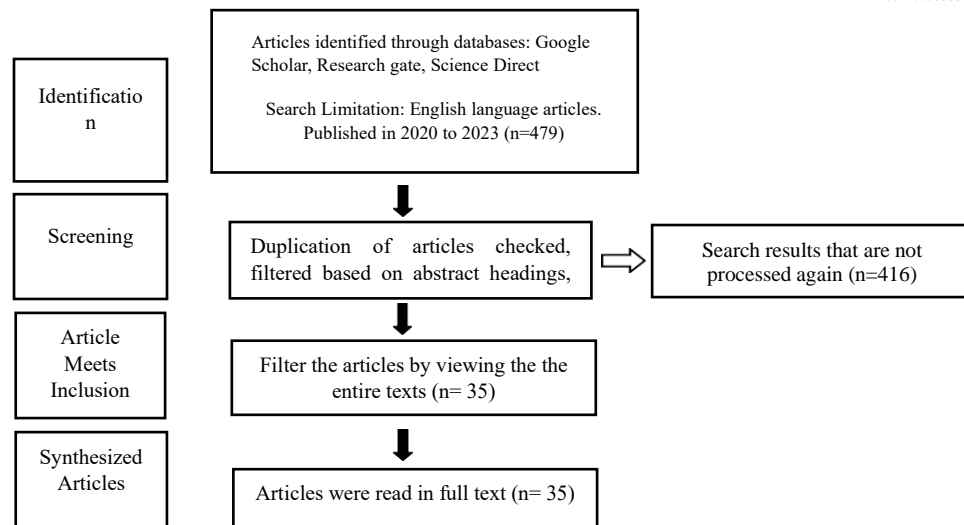 Articles identified through databases: Google
Scholar, Research gate, Science Direct
Search Limitation: English language articles.
Published in 2020 to 2023 (n=479)
Identificatio
n
Screening
Duplication of articles checked,
filtered based on abstract headings,
Search results that are not
processed again (n=416)
Article
Meets
Inclusion
Filter the articles by viewing the the
entire texts (n= 35)
Synthesized
Articles
Articles were read in full text (n= 35)